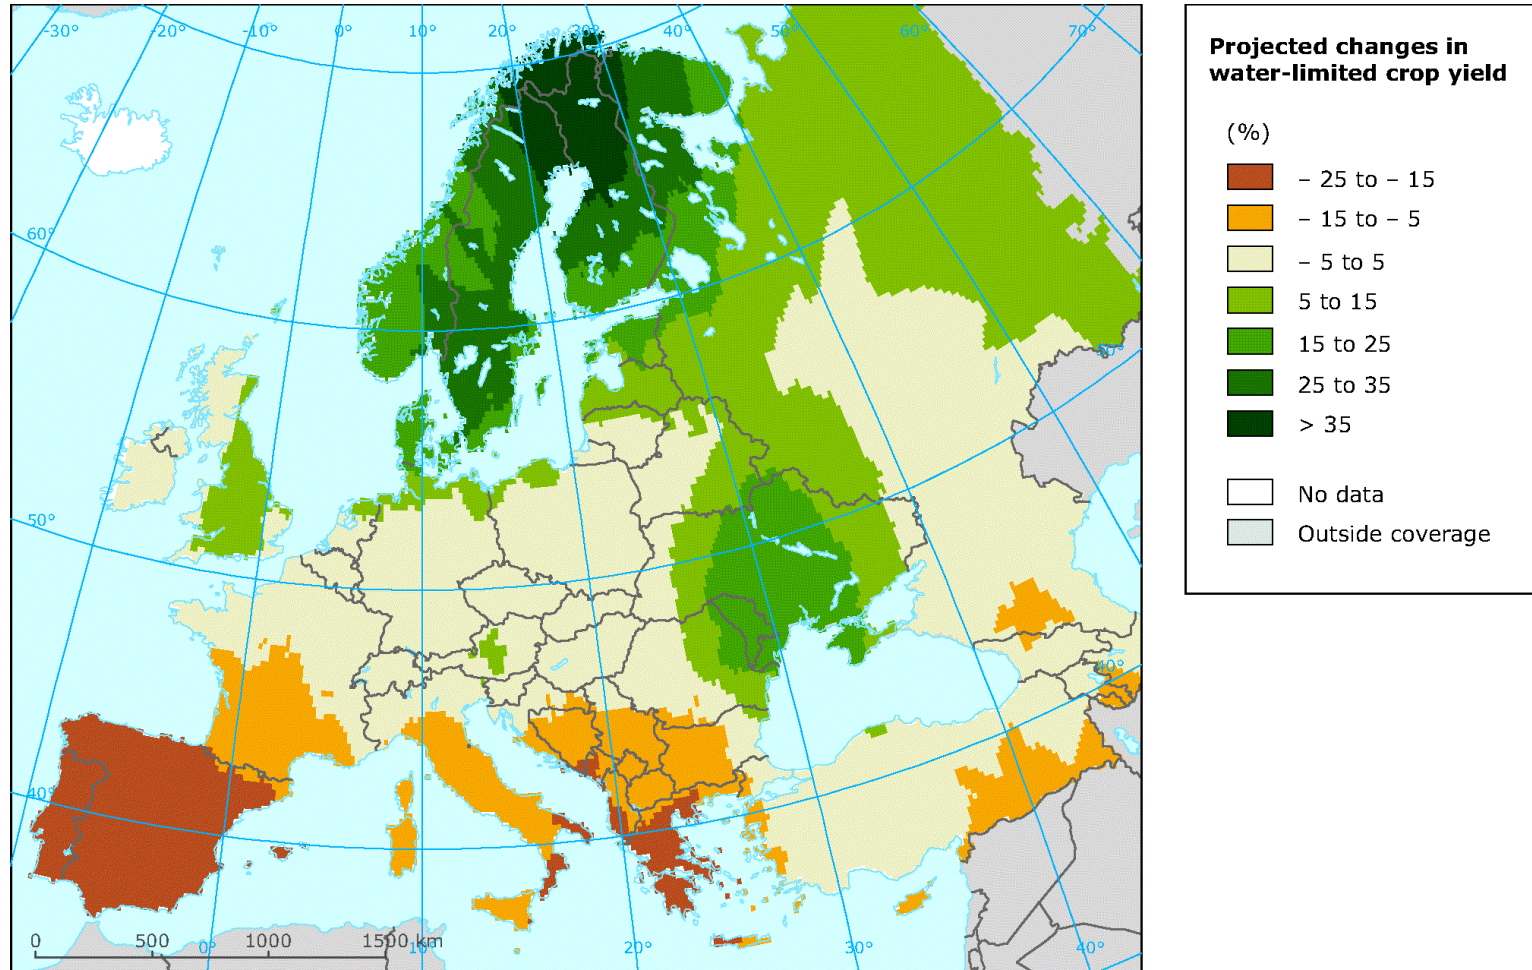 -30° -20° -10° 0° 10° 20° 30° 40° 50° 60° 70°
60°
50°
40°
50°
40°
0 500 1000 1500 km
0° 10° 20° 30° 40°
Projected changes in
water-limited crop yield
(%)
– 25 to – 15
– 15 to – 5
– 5 to 5
5 to 15
15 to 25
25 to 35
> 35
No data
Outside coverage